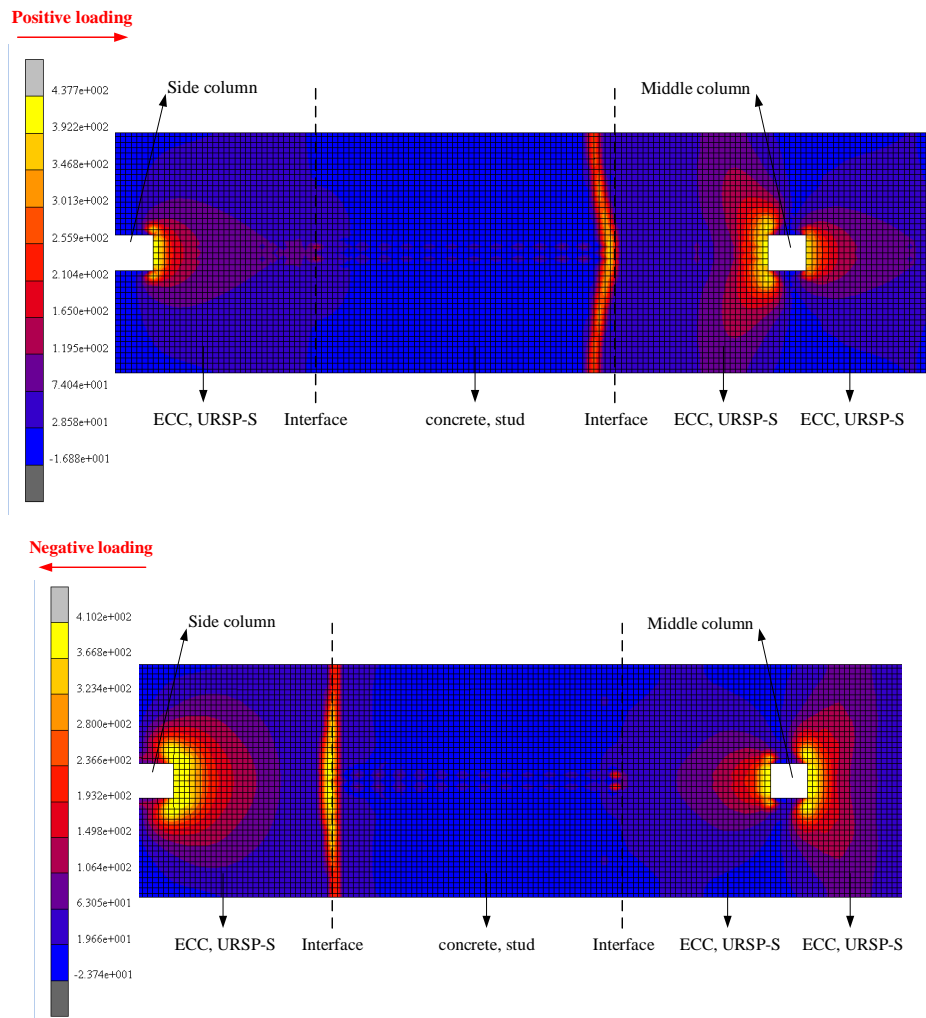 Positive loading
4.377e+002
3.922e+002
3.468e+002
3.013e+002
2.559e+002
2.104e+002
1.650e+002
1.195e+002
7.404e+001
2.858e+001
-1.688e+001
Side column
Middle column
ECC, URSP-S
Interface
concrete, stud
Interface
ECC, URSP-S
ECC, URSP-S
Negative loading
4.102e+002
3.668e+002
3.234e+002
2.800e+002
2.366e+002
1.932e+002
1.498e+002
1.064e+002
6.305e+001
1.966e+001
-2.374e+001
Side column
Middle column
ECC, URSP-S
Interface
concrete, stud
Interface
ECC, URSP-S
ECC, URSP-S